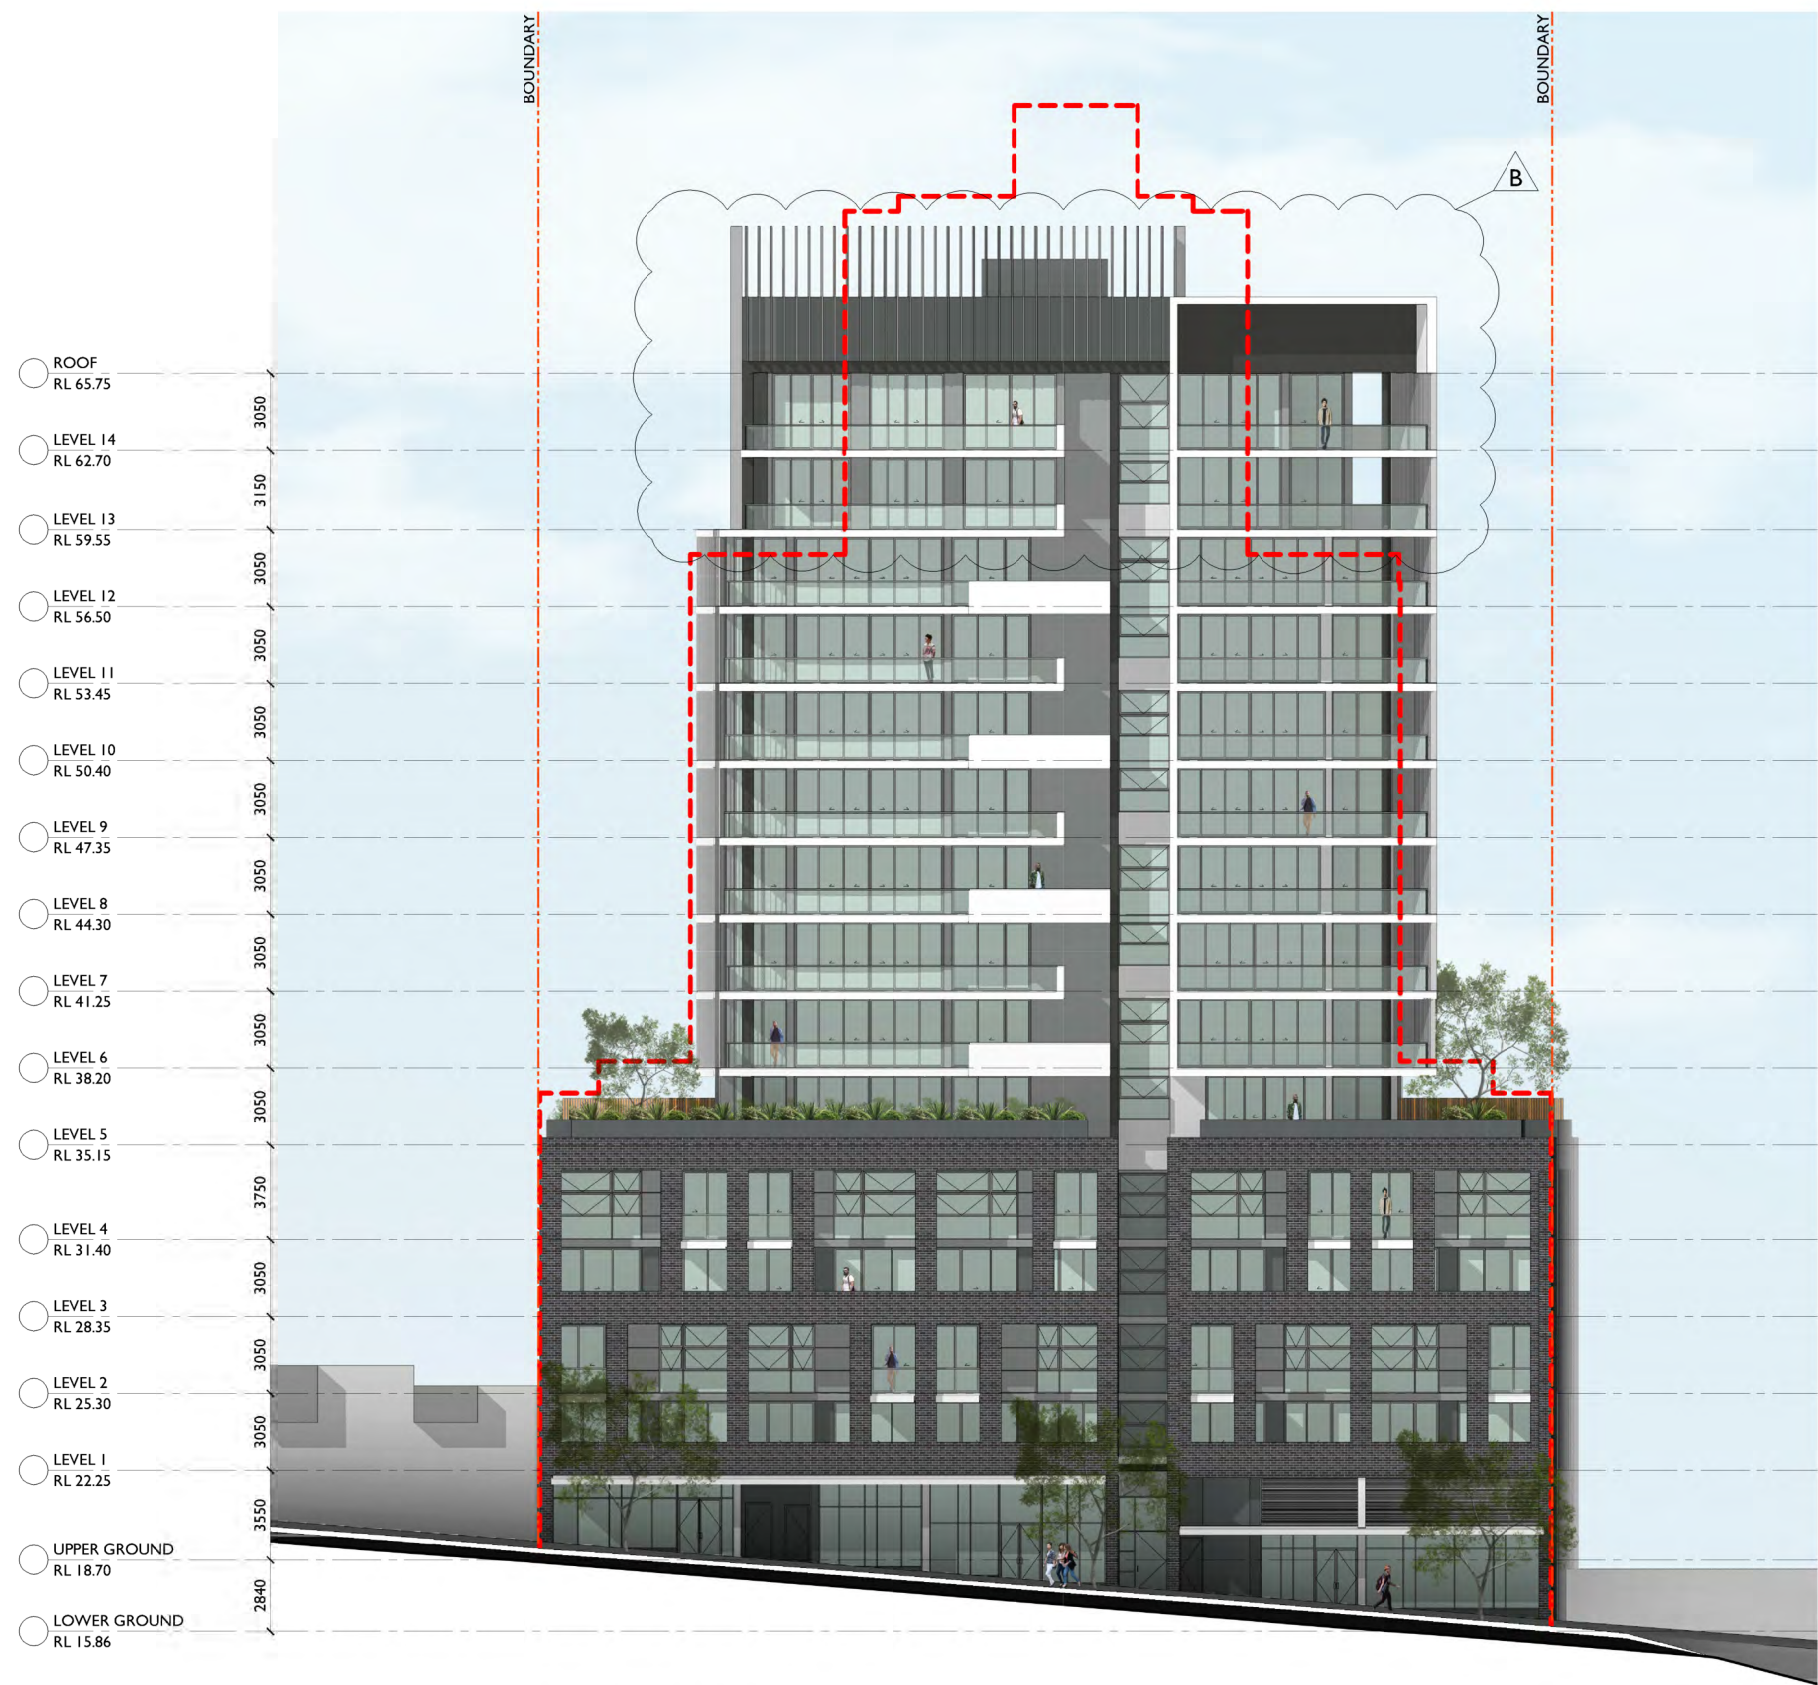 BOUNDARY
BOUNDARY
B
ROOF
RL 65.75
3050
LEVEL 14
RL 62.70
3150
LEVEL 13
RL 59.55
3050
LEVEL 12
RL 56.50
3050
LEVEL 11
RL 53.45
3050
LEVEL 10
RL 50.40
3050
LEVEL 9
RL 47.35
3050
LEVEL 8
RL 44.30
3050
LEVEL 7
RL 41.25
3050
LEVEL 6
RL 38.20
3050
LEVEL 5
RL 35.15
3750
LEVEL 4
RL 31.40
3050
LEVEL 3
RL 28.35
3050
LEVEL 2
RL 25.30
3050
LEVEL 1
RL 22.25
3550
UPPER GROUND
RL 18.70
2840
LOWER GROUND
RL 15.86